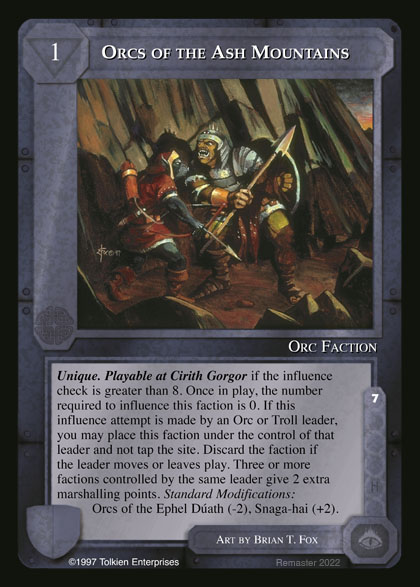 1
ORCS OF THE ASH MOUNTAINS
ORC FACTION
Unique. Playable at Cirith Gorgor if the influence
check is greater than 8. Once in play, the number
required to influence this faction is 0. If this
influence attempt is made by an Orc or Troll leader,
you may place this faction under the control of that
leader and not tap the site. Discard the faction if
the leader moves or leaves play. Three or more
factions controlled by the same leader give 2 extra
marshalling points. Standard Modifications:
Orcs of the Ephel Dúath (-2), Snaga-hai (+2).
7
H
ART BY BRIAN T. FOX
©1997 Tolkien Enterprises
Remaster 2022